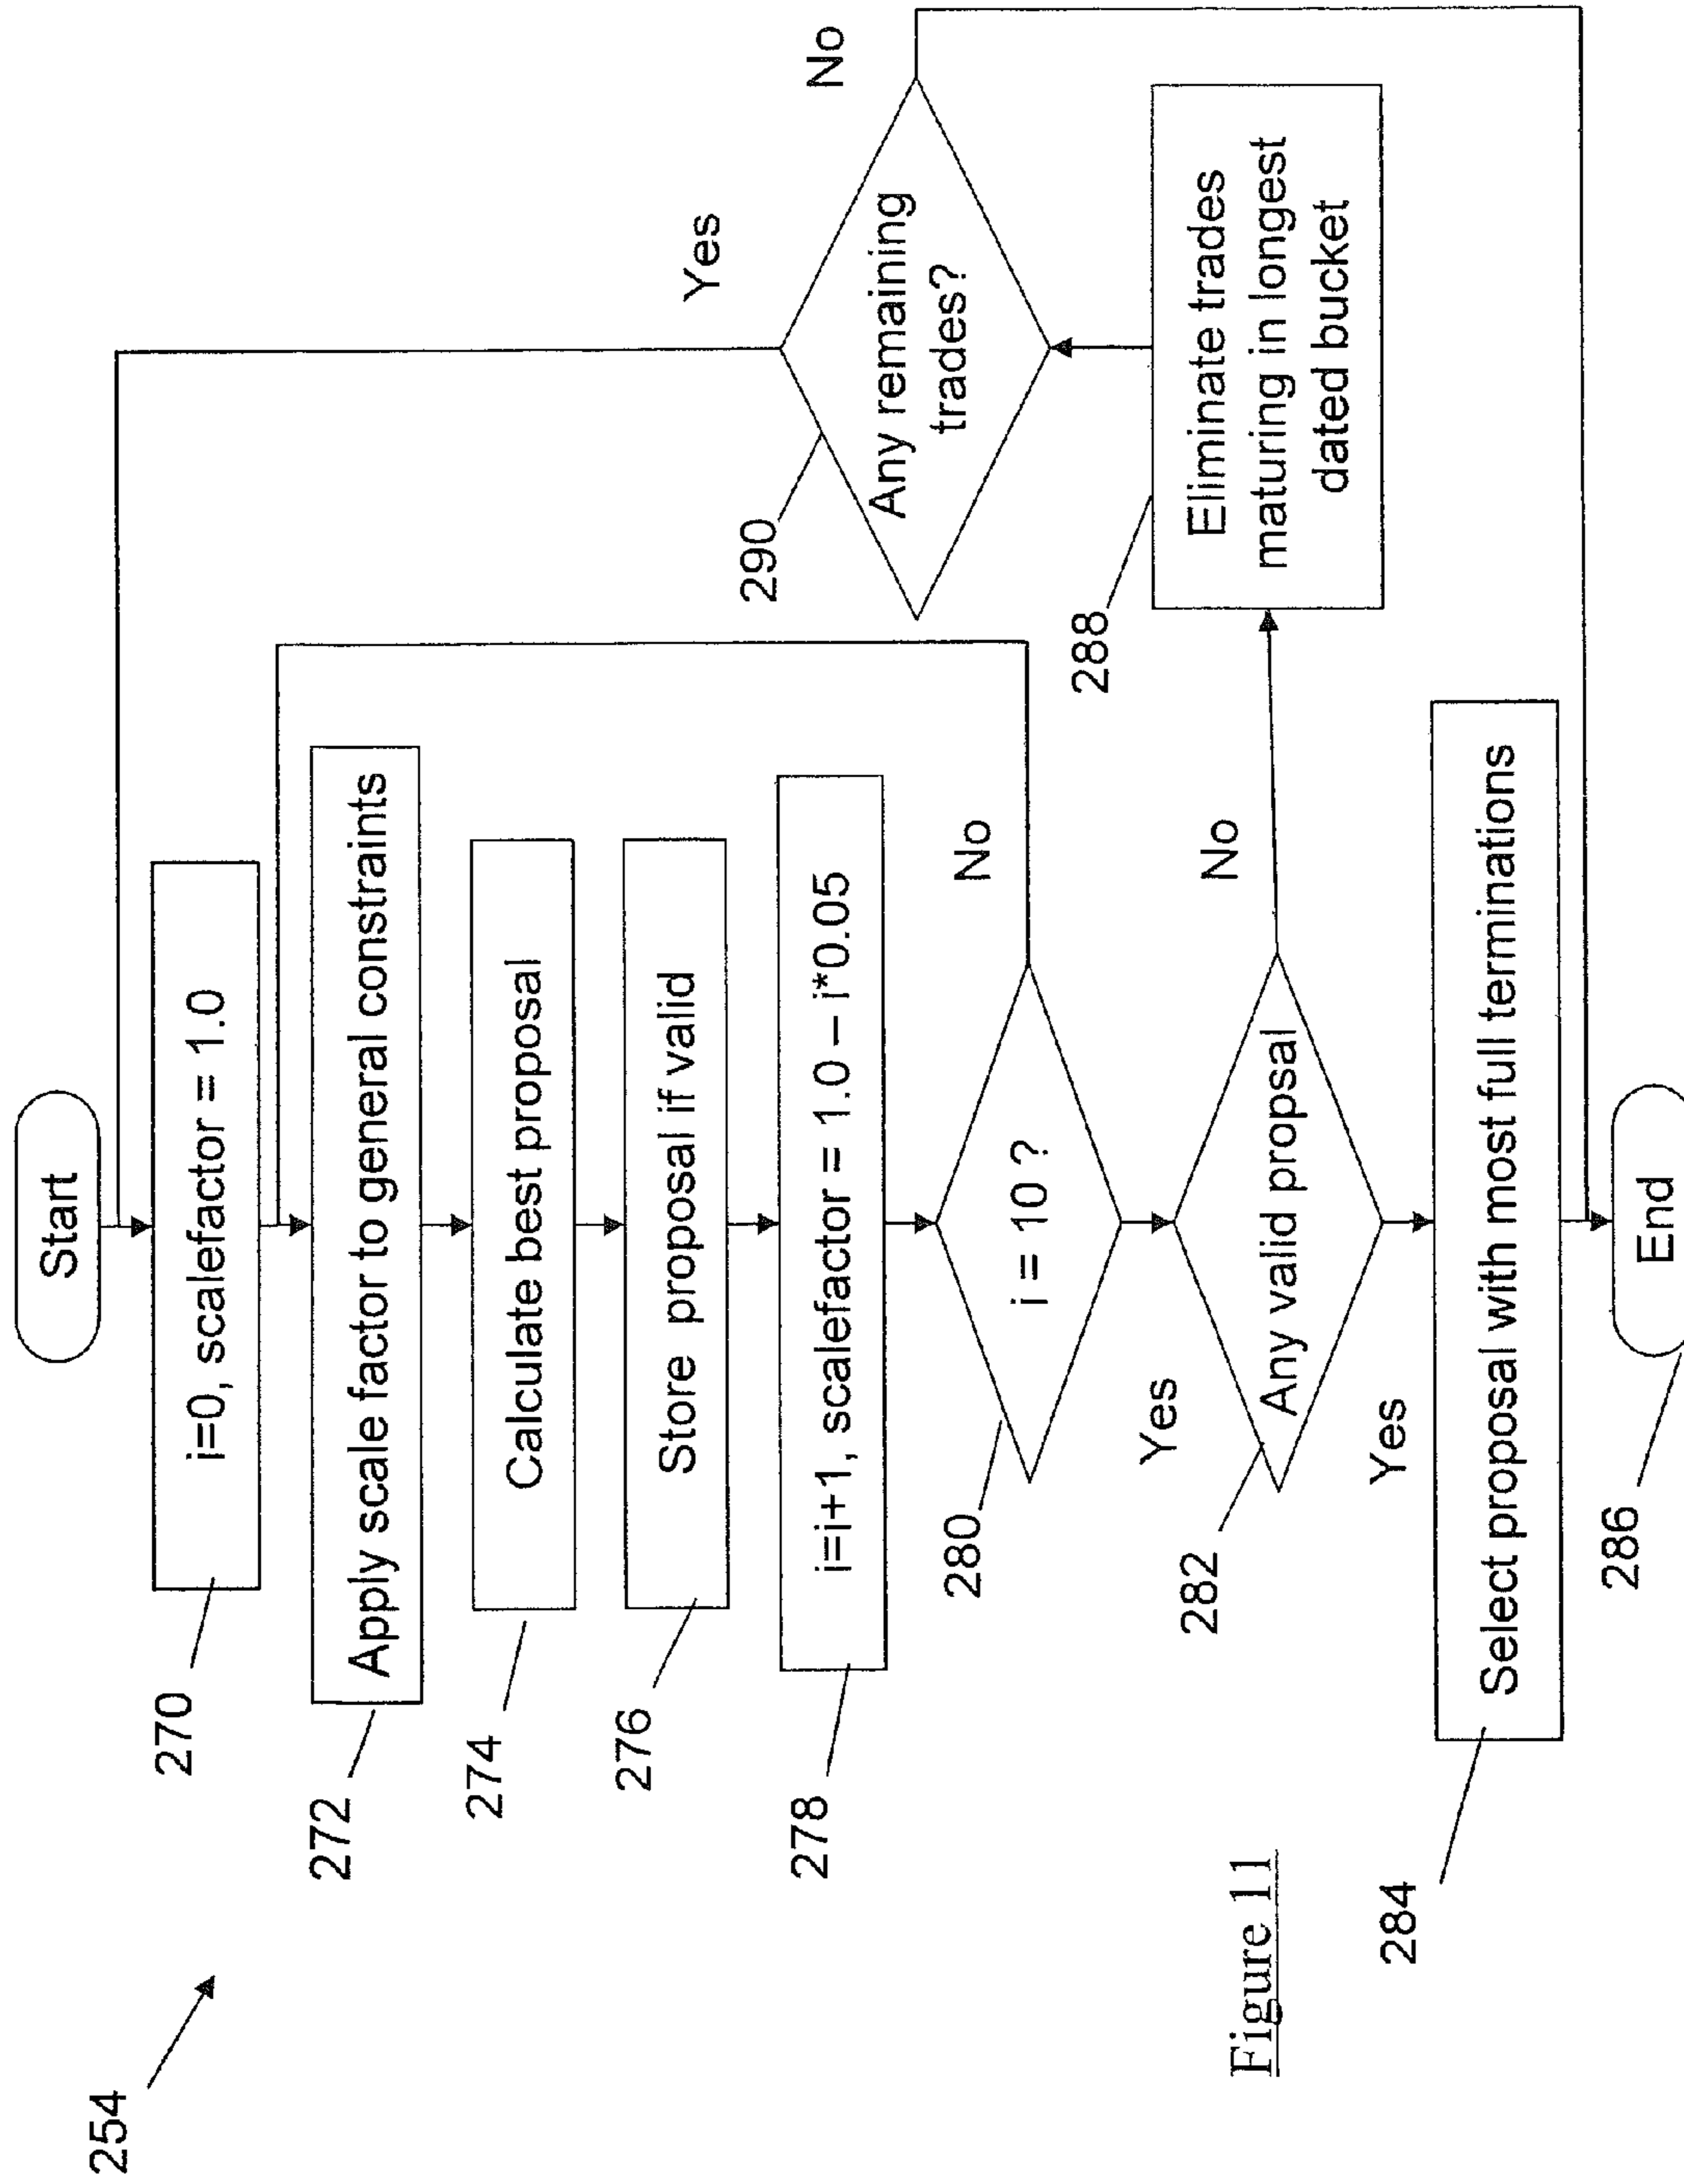 254
Start
270
i=0, scalefactor = 1.0
272
Apply scale factor to general constraints
274
Calculate best proposal
276
Store proposal if valid
278
i=i+1, scalefactor = 1.0 – i*0.05
280
i = 10 ?
No
Yes
282
Any valid propsal
No
Yes
284
Select proposal with most full terminations
286
End
288
Eliminate trades
maturing in longest
dated bucket
290
Any remaining
trades?
Yes
No
Figure 11